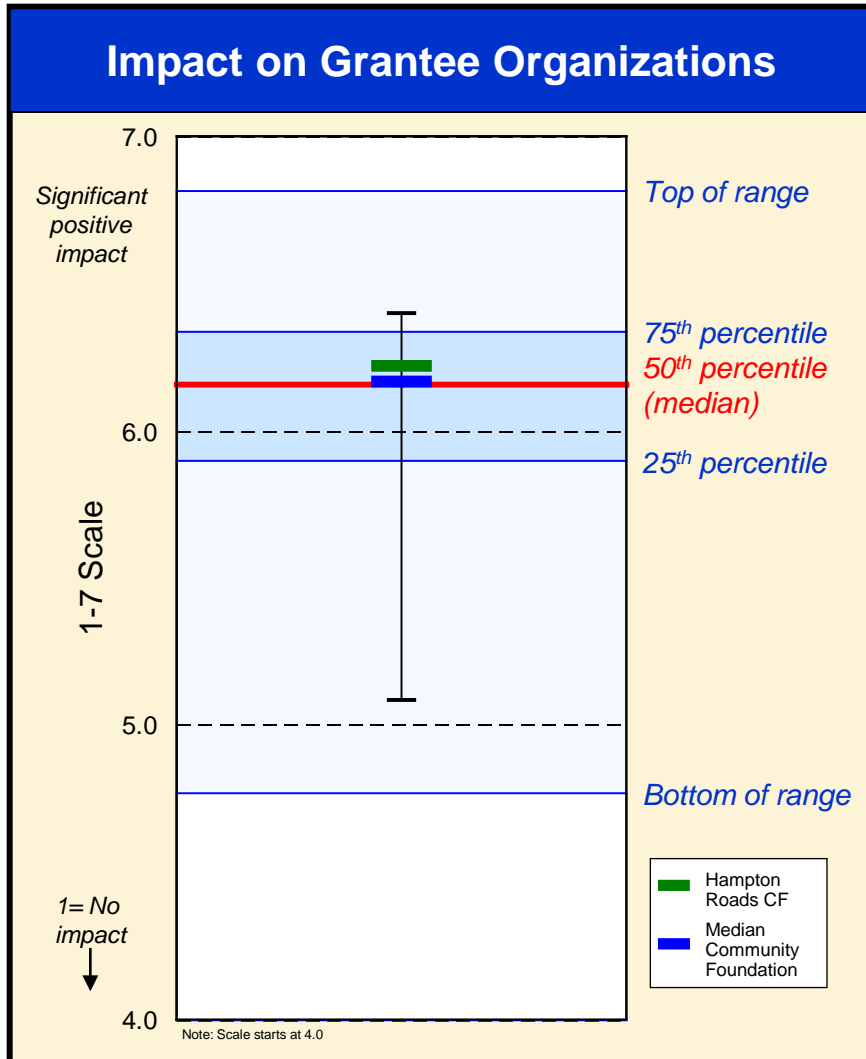 Impact on Grantee Organizations
7.0
Significant
positive
impact
Top of range
75th percentile
50th percentile
(median)
6.0
25th percentile
1-7 Scale
5.0
Bottom of range
Hampton
Roads CF
Median
Community
Foundation
1= No
impact
4.0
Note: Scale starts at 4.0